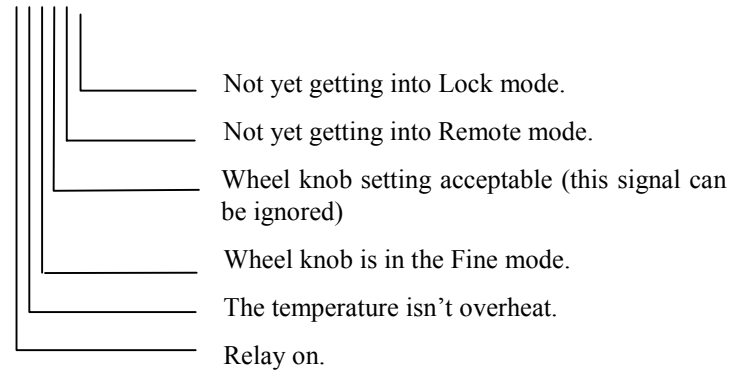 Not yet getting into Lock mode.
Not yet getting into Remote mode.
Wheel knob setting acceptable (this signal can
be ignored)
Wheel knob is in the Fine mode.
The temperature isn't overheat.
Relay on.